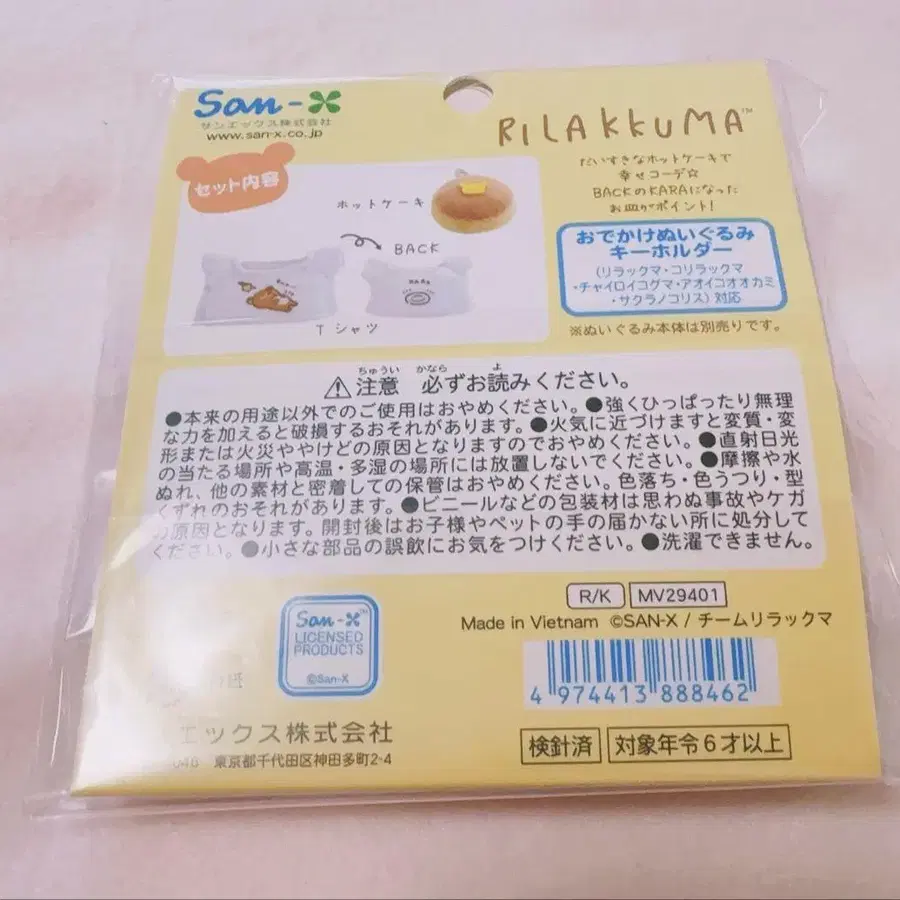 San-X
サンエックス株式会社
www.san-x.co.jp
RILAKKUMA™
セット内容
ホットケーキ
BACK
Tシャツ
だいすきなホットケーキで
幸せコーデ☆
BACKのKARAになった
お皿がポイント!
おでかけぬいぐるみ
キーホルダー
(リラックマ・コリラックマ
・チャイロイコグマ・アオイコオオカミ
・サクラノコリス)対応
※ぬいぐるみ本体は別売りです。
ちゅうい かなら よ
⚠注意 必ずお読みください。
●本来の用途以外でのご使用はおやめください。●強くひっぱったり無理
な力を加えると破損するおそれがあります。●火気に近づけますと変質・変
形または火災ややけどの原因となりますのでおやめください。●直射日光
の当たる場所や高温・多湿の場所には放置しないでください。●摩擦や水
ぬれ、他の素材と密着しての保管はおやめください。色落ち・色うつり・型
くずれのおそれがあります。●ビニールなどの包装材は思わぬ事故やケガ
の原因となります。開封後はお子様やペットの手の届かない所に処分して
ください。●小さな部品の誤飲にお気をつけください。●洗濯できません。
R/K MV29401
Made in Vietnam ©SAN-X / チームリラックマ
San-X™
LICENSED
PRODUCTS
©San-X
4 974413 888462
エックス株式会社
東京都千代田区神田多町2-4
検針済 対象年令6才以上